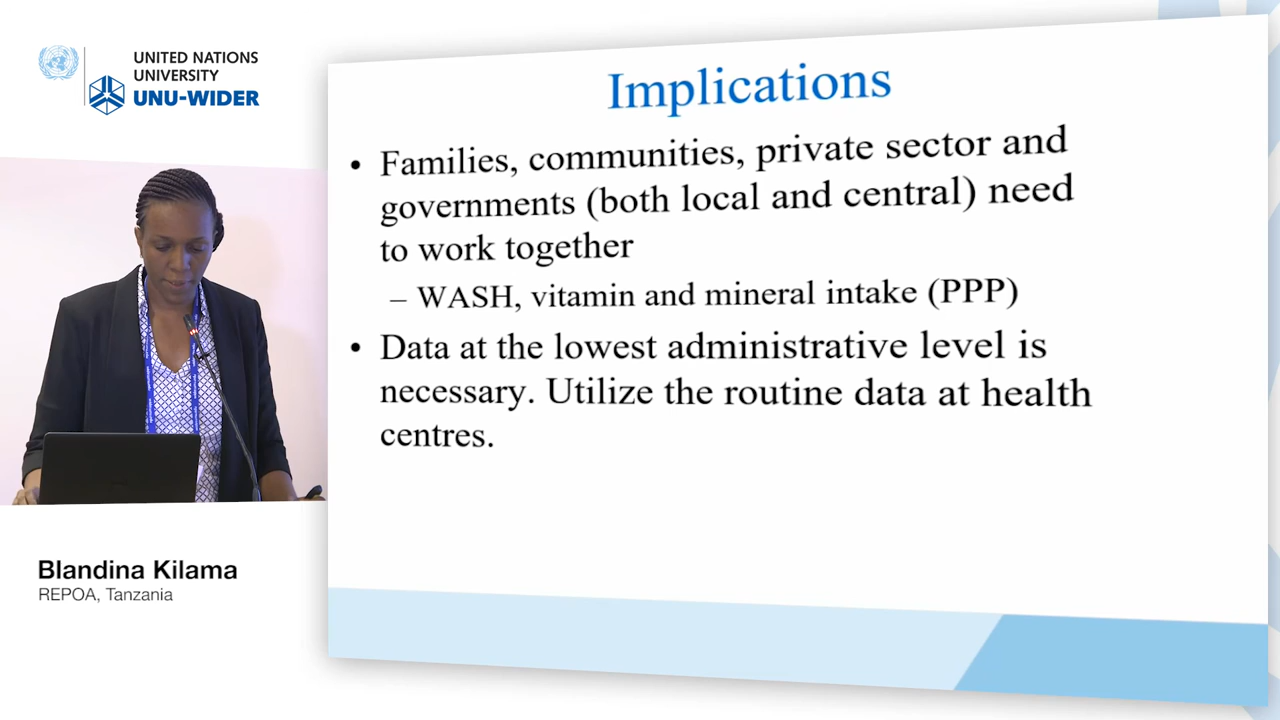 UNITED NATIONS
UNIVERSITY
UNU-WIDER
Implications
• Families, communities, private sector and
governments (both local and central) need
to work together
– WASH, vitamin and mineral intake (PPP)
• Data at the lowest administrative level is
necessary. Utilize the routine data at health
centres.
Blandina Kilama
REPOA, Tanzania